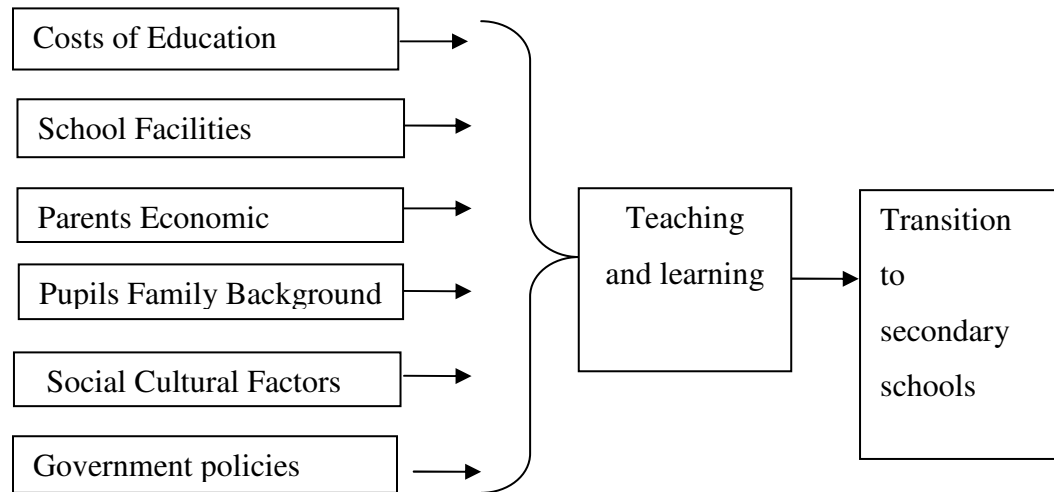 Costs of Education
School Facilities
Parents Economic
Pupils Family Background
Social Cultural Factors
Government policies
Teaching
and learning
Transition
to
secondary
schools